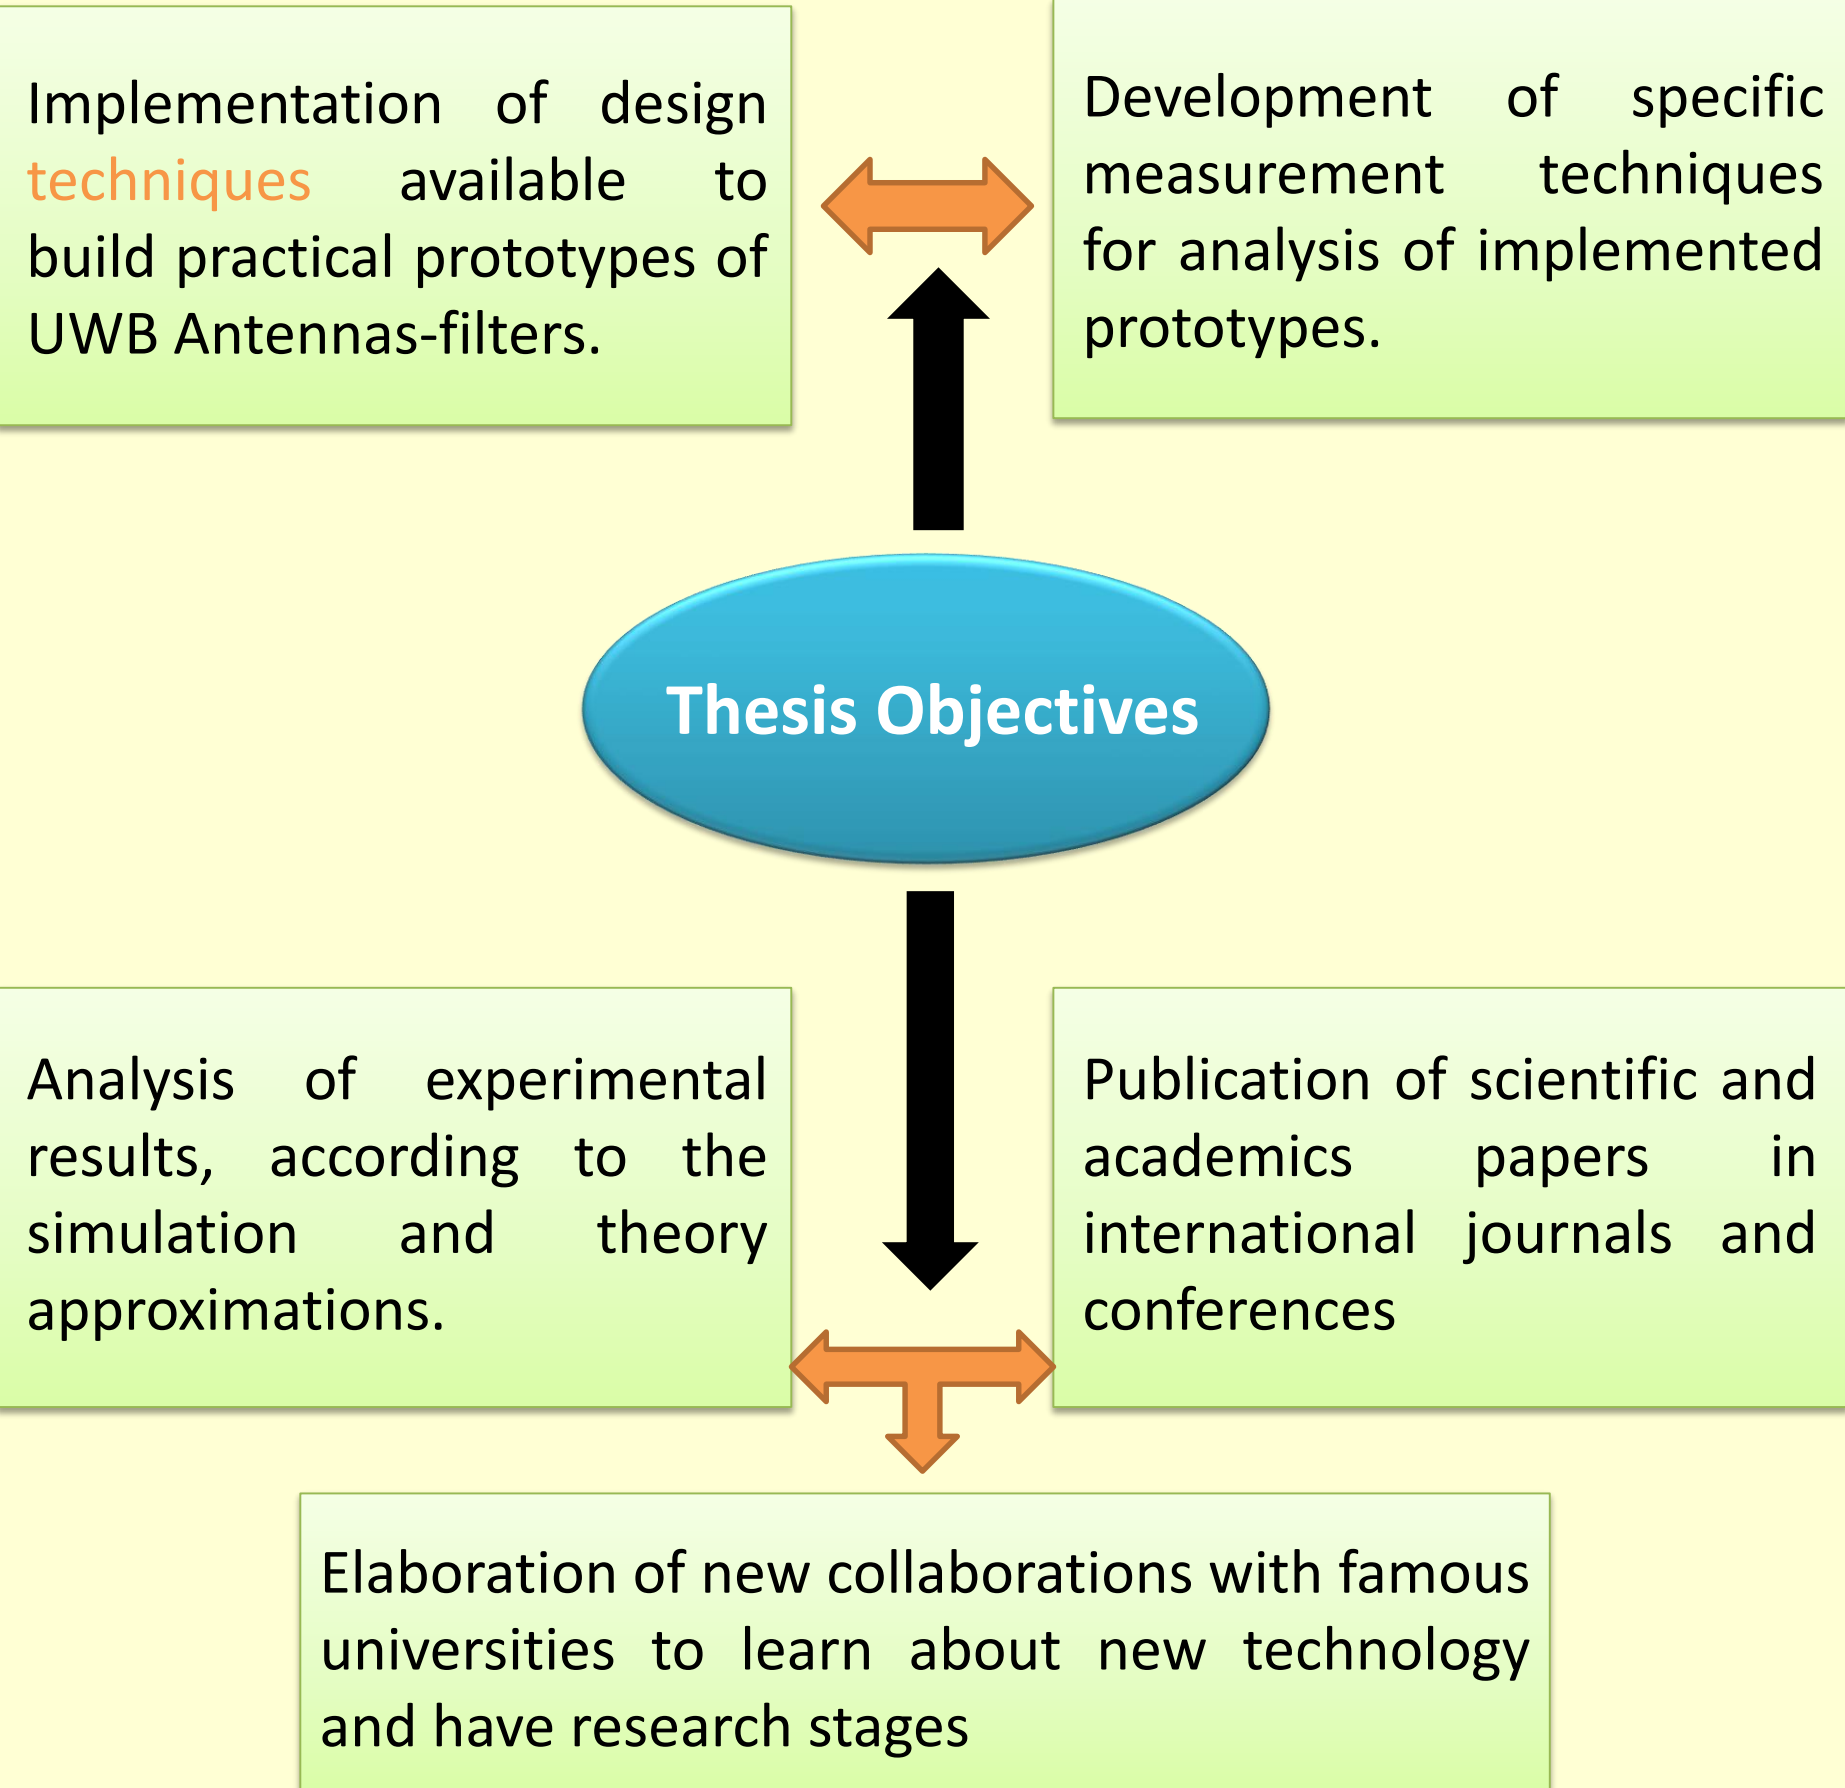 Implementation of design
techniques available to
build practical prototypes of
UWB Antennas-filters.
Development of specific
measurement techniques
for analysis of implemented
prototypes.
Thesis Objectives
Analysis of experimental
results, according to the
simulation and theory
approximations.
Publication of scientific and
academics papers in
international journals and
conferences
Elaboration of new collaborations with famous
universities to learn about new technology
and have research stages